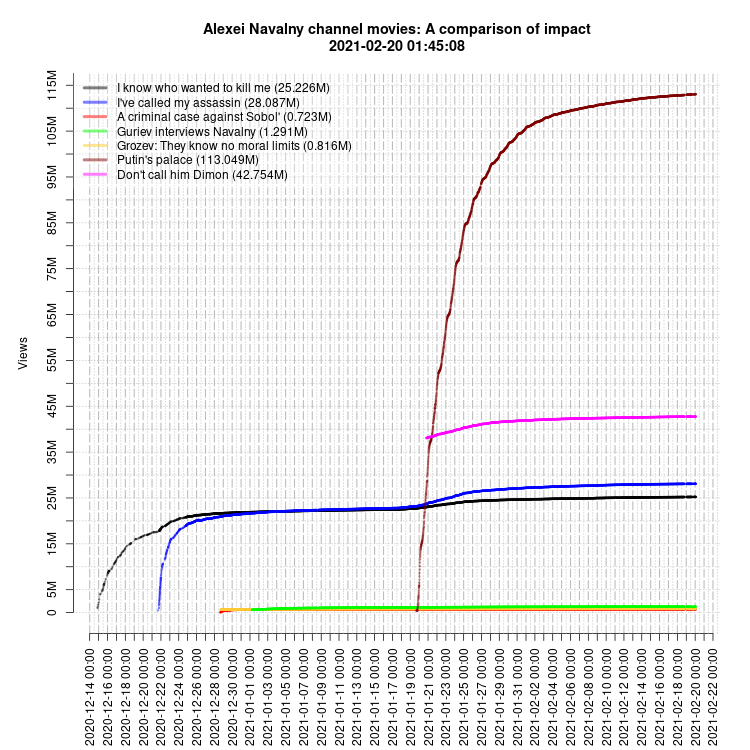 Alexei Navalny channel movies: A comparison of impact
2021-02-20 01:45:08
I know who wanted to kill me (25.226M)
I've called my assassin (28.087M)
A criminal case against Sobol' (0.723M)
Guriev interviews Navalny (1.291M)
Grozev: They know no moral limits (0.816M)
Putin's palace (113.049M)
Don't call him Dimon (42.754M)
Views
115M
105M
95M
85M
75M
65M
55M
45M
35M
25M
15M
5M
0
2020-12-14 00:00
2020-12-16 00:00
2020-12-18 00:00
2020-12-20 00:00
2020-12-22 00:00
2020-12-24 00:00
2020-12-26 00:00
2020-12-28 00:00
2020-12-30 00:00
2021-01-01 00:00
2021-01-03 00:00
2021-01-05 00:00
2021-01-07 00:00
2021-01-09 00:00
2021-01-11 00:00
2021-01-13 00:00
2021-01-15 00:00
2021-01-17 00:00
2021-01-19 00:00
2021-01-21 00:00
2021-01-23 00:00
2021-01-25 00:00
2021-01-27 00:00
2021-01-29 00:00
2021-01-31 00:00
2021-02-02 00:00
2021-02-04 00:00
2021-02-06 00:00
2021-02-08 00:00
2021-02-10 00:00
2021-02-12 00:00
2021-02-14 00:00
2021-02-16 00:00
2021-02-18 00:00
2021-02-20 00:00
2021-02-22 00:00